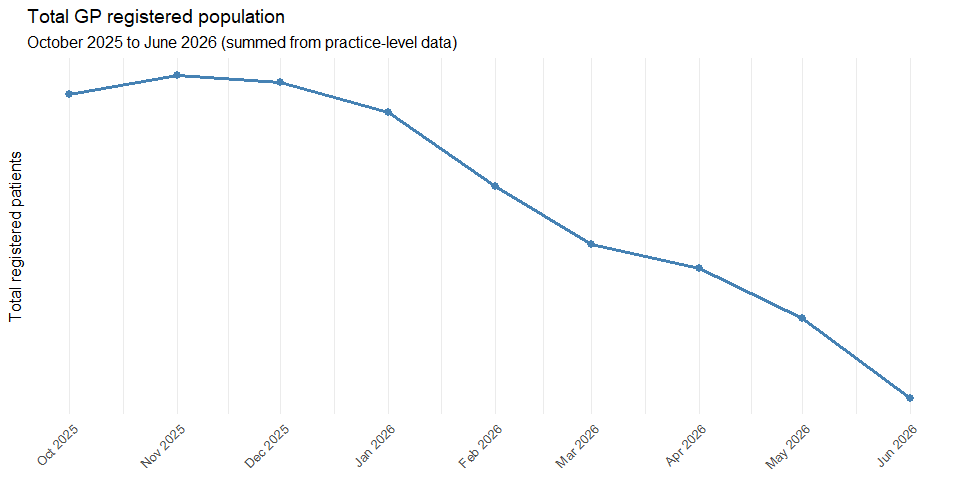 Total GP registered population
October 2025 to June 2026 (summed from practice-level data)
Total registered patients
Oct 2025
Nov 2025
Dec 2025
Jan 2026
Feb 2026
Mar 2026
Apr 2026
May 2026
Jun 2026